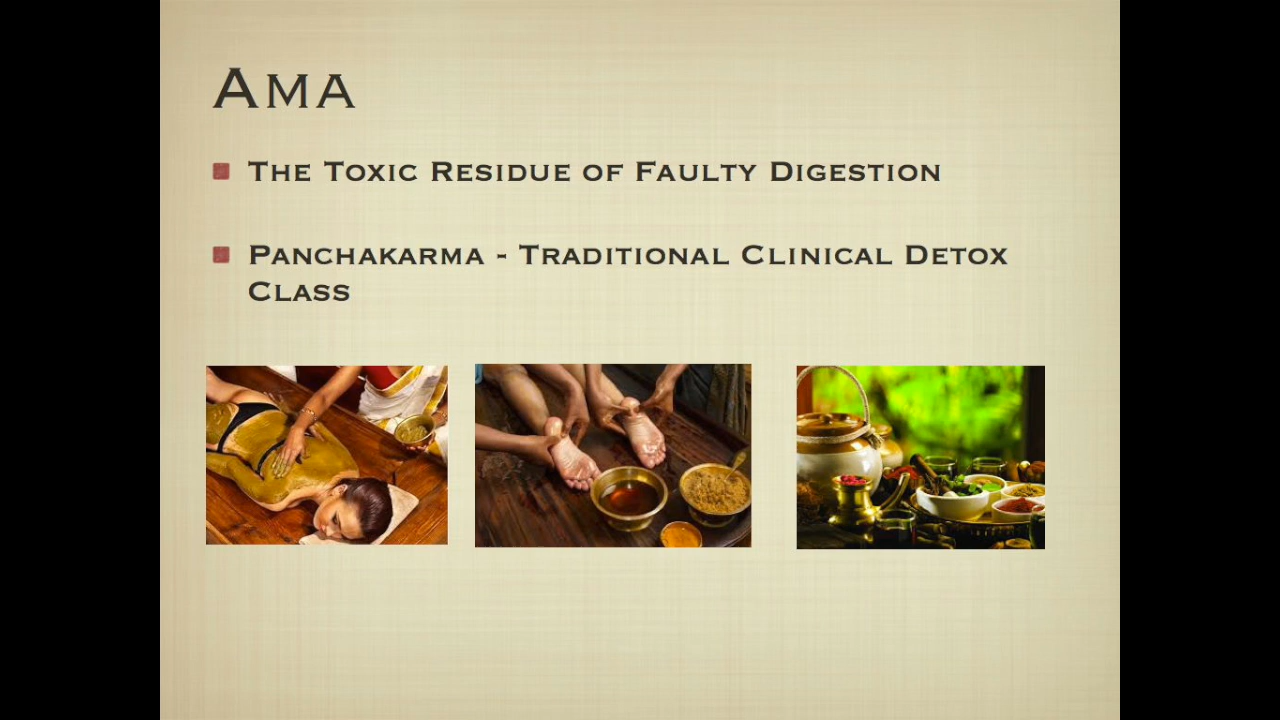 Ama
The Toxic Residue of Faulty Digestion
Panchakarma - Traditional Clinical Detox
Class